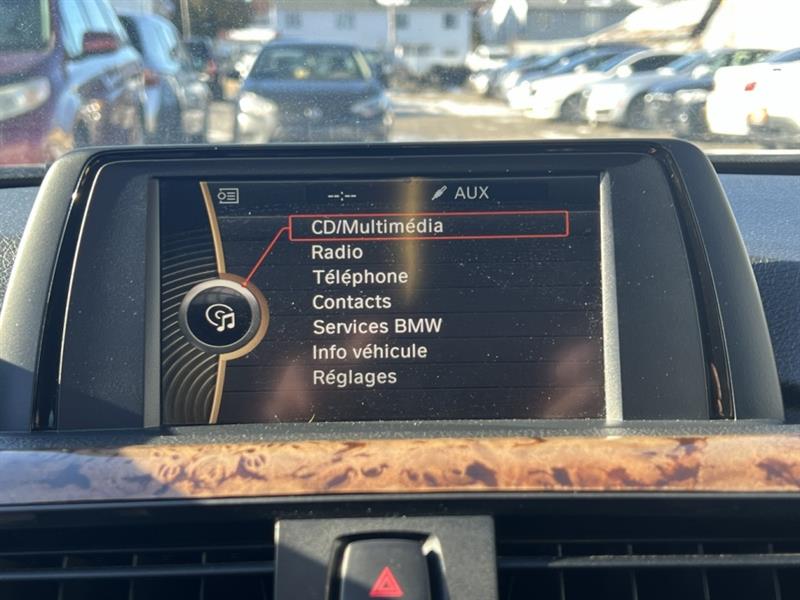 --:-- AUX
CD/Multimédia
Radio
Téléphone
Contacts
Services BMW
Info véhicule
Réglages